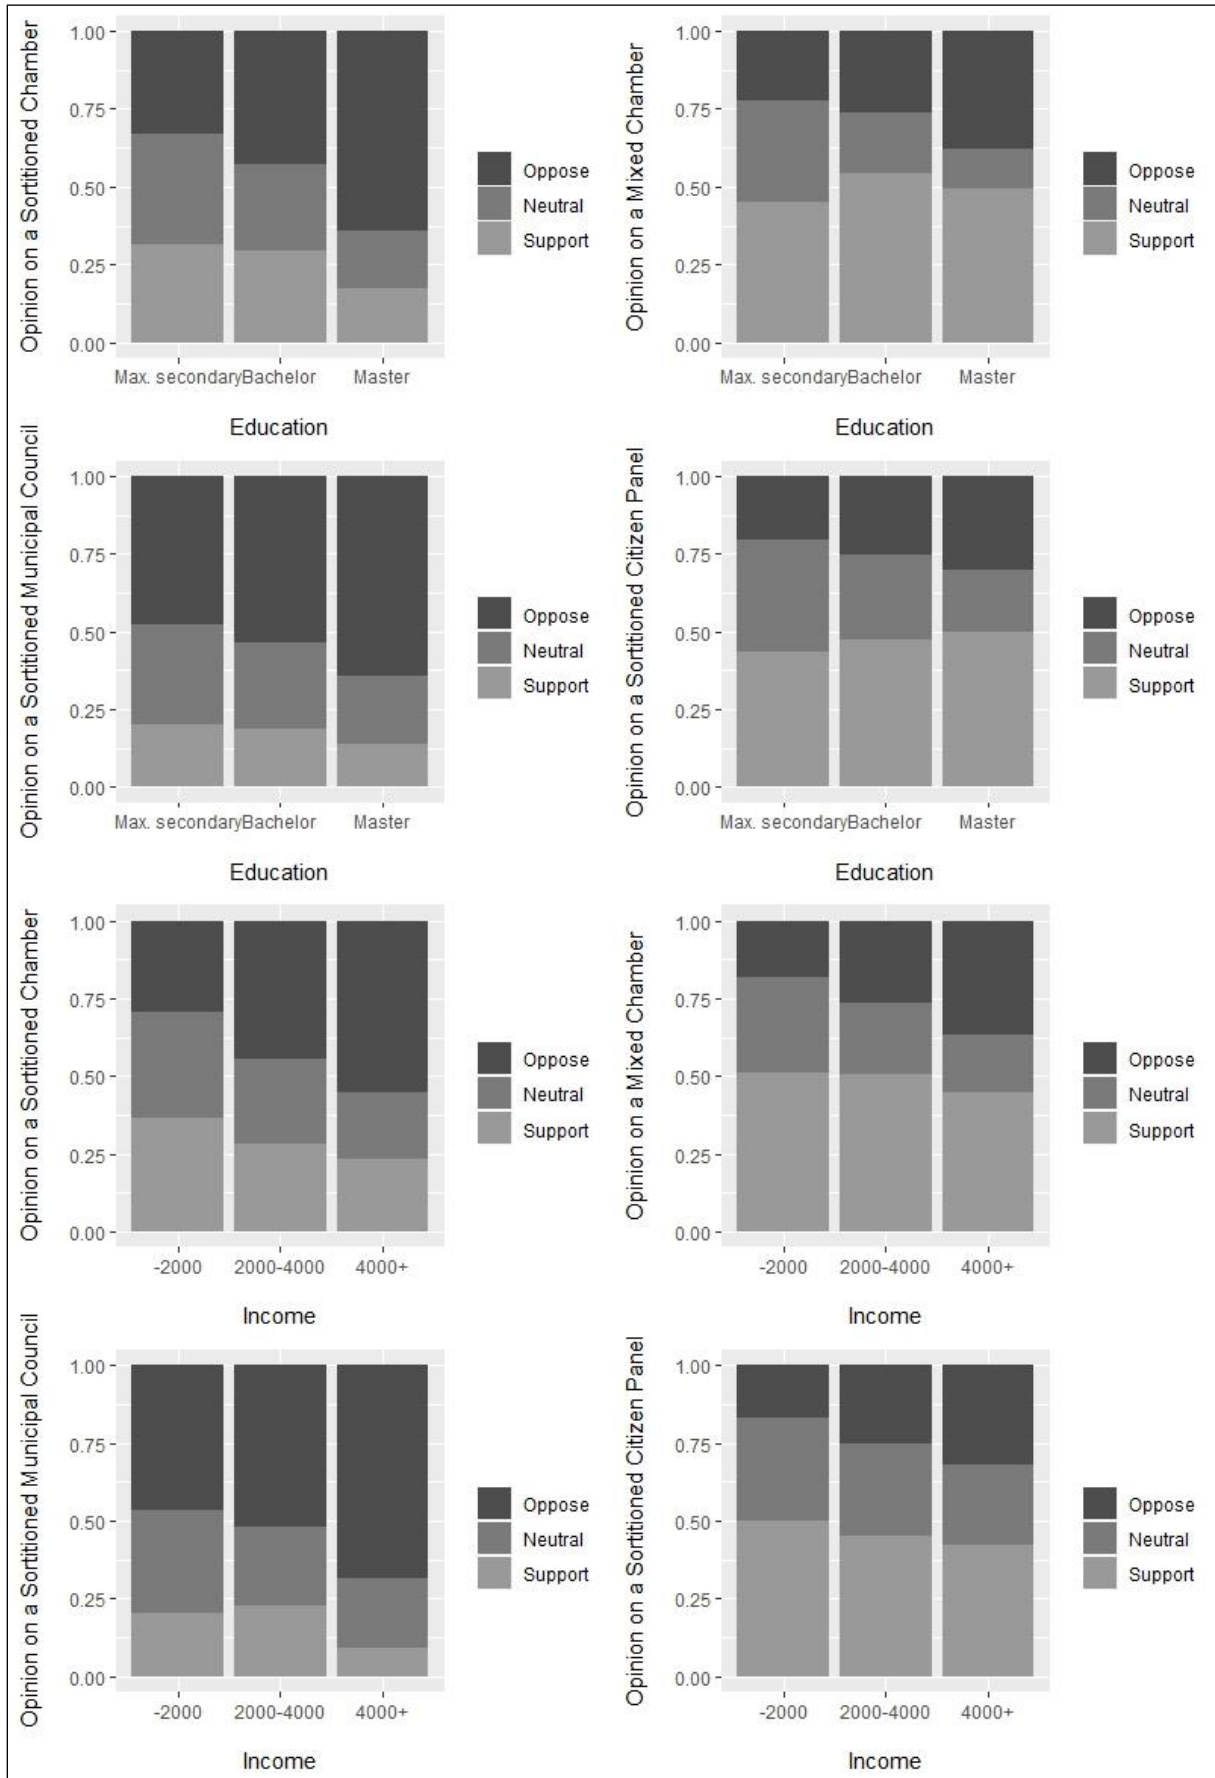 Opinion on a Sortitioned Chamber
1.00
0.75
0.50
0.25
0.00
Max. secondary
Bachelor
Master
Education
Oppose
Neutral
Support
Opinion on a Mixed Chamber
1.00
0.75
0.50
0.25
0.00
Max. secondary
Bachelor
Master
Education
Oppose
Neutral
Support
Opinion on a Sortitioned Municipal Council
1.00
0.75
0.50
0.25
0.00
Max. secondary
Bachelor
Master
Education
Oppose
Neutral
Support
Opinion on a Sortitioned Citizen Panel
1.00
0.75
0.50
0.25
0.00
Max. secondary
Bachelor
Master
Education
Oppose
Neutral
Support
Opinion on a Sortitioned Chamber
1.00
0.75
0.50
0.25
0.00
-2000
2000-4000
4000+
Income
Oppose
Neutral
Support
Opinion on a Mixed Chamber
1.00
0.75
0.50
0.25
0.00
-2000
2000-4000
4000+
Income
Oppose
Neutral
Support
Opinion on a Sortitioned Municipal Council
1.00
0.75
0.50
0.25
0.00
-2000
2000-4000
4000+
Income
Oppose
Neutral
Support
Opinion on a Sortitioned Citizen Panel
1.00
0.75
0.50
0.25
0.00
-2000
2000-4000
4000+
Income
Oppose
Neutral
Support